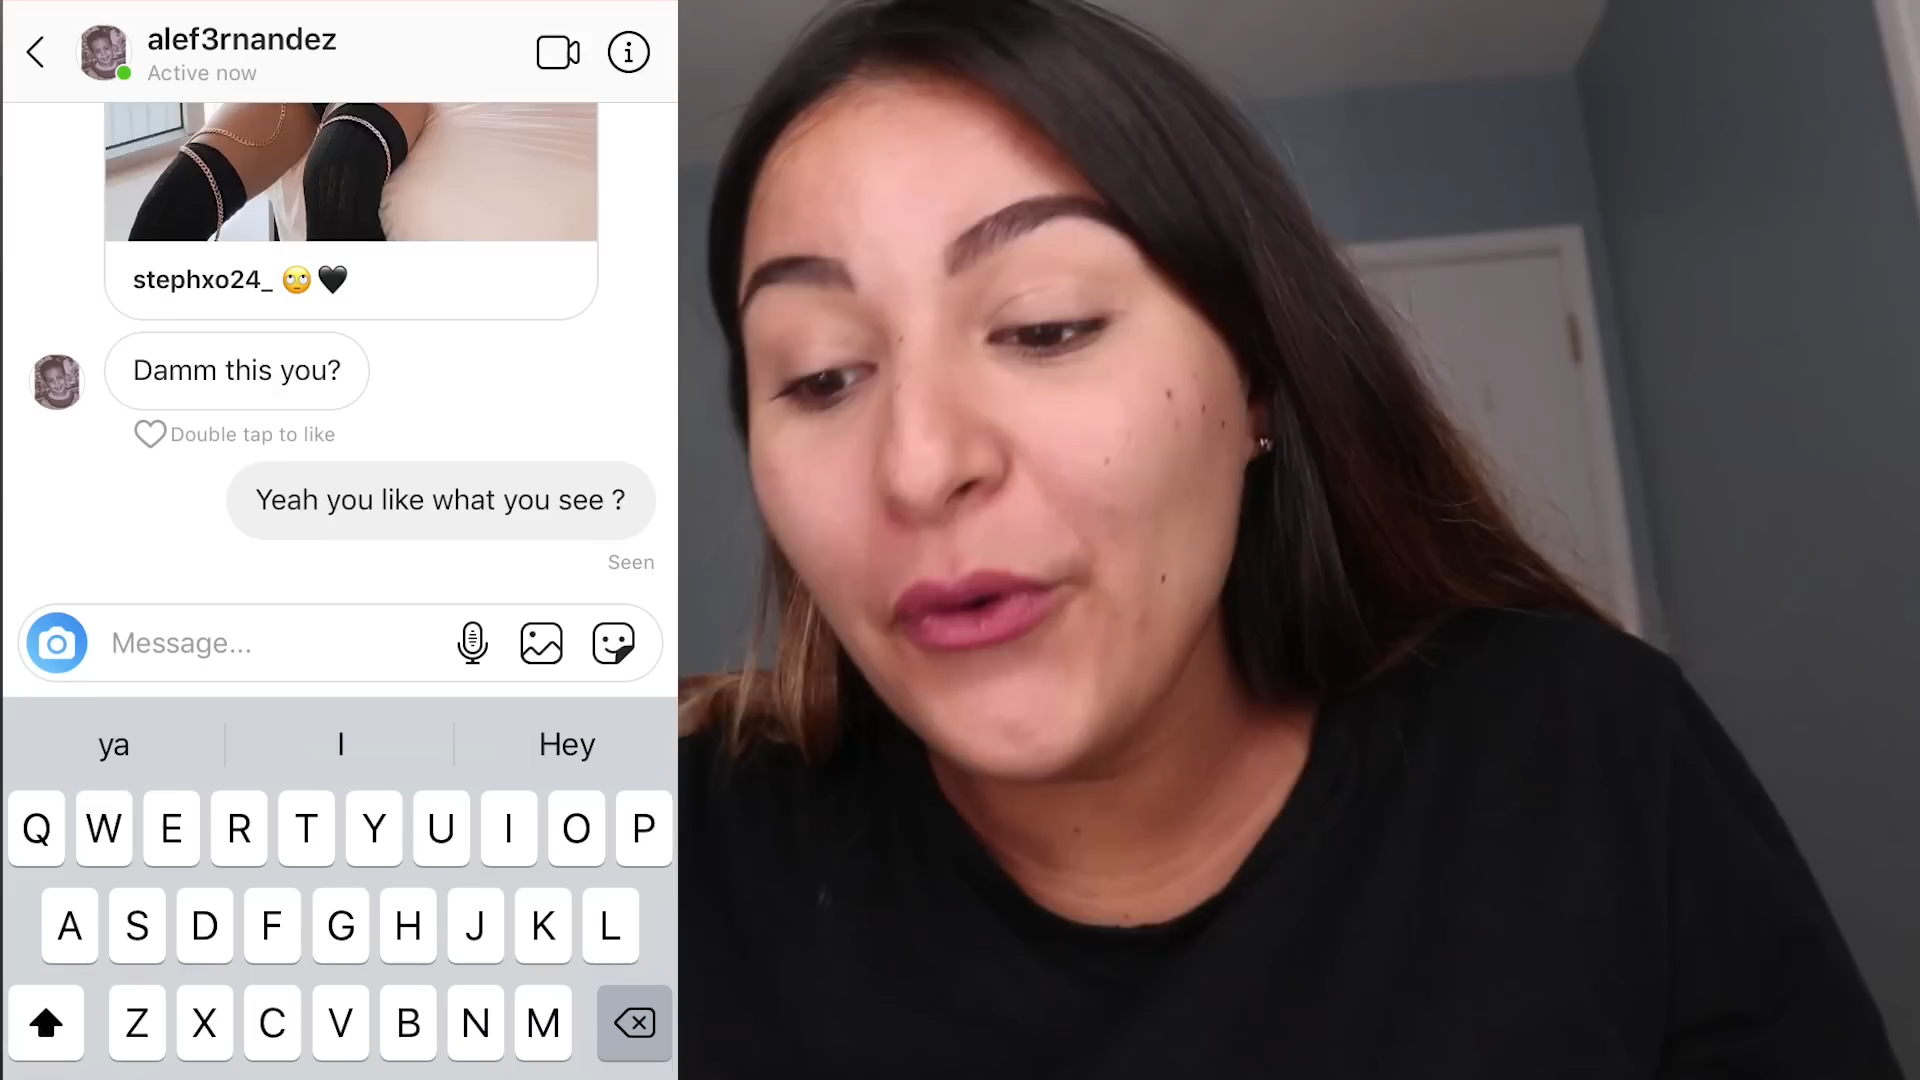 alef3rnandez
Active now
stephxo24_ 🙄🖤
Damm this you?
Double tap to like
Yeah you like what you see ?
Seen
Message...
ya I Hey
Q W E R T Y U I O P
A S D F G H J K L
Z X C V B N M